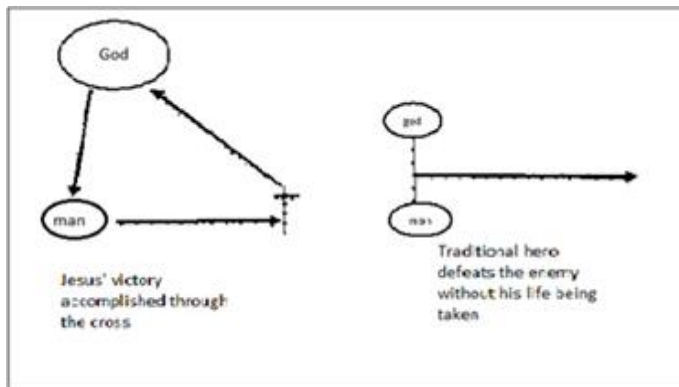 God
man
Jesus' victory
accomplished through
the cross
god
man
Traditional hero
defeats the enemy
without his life being
taken